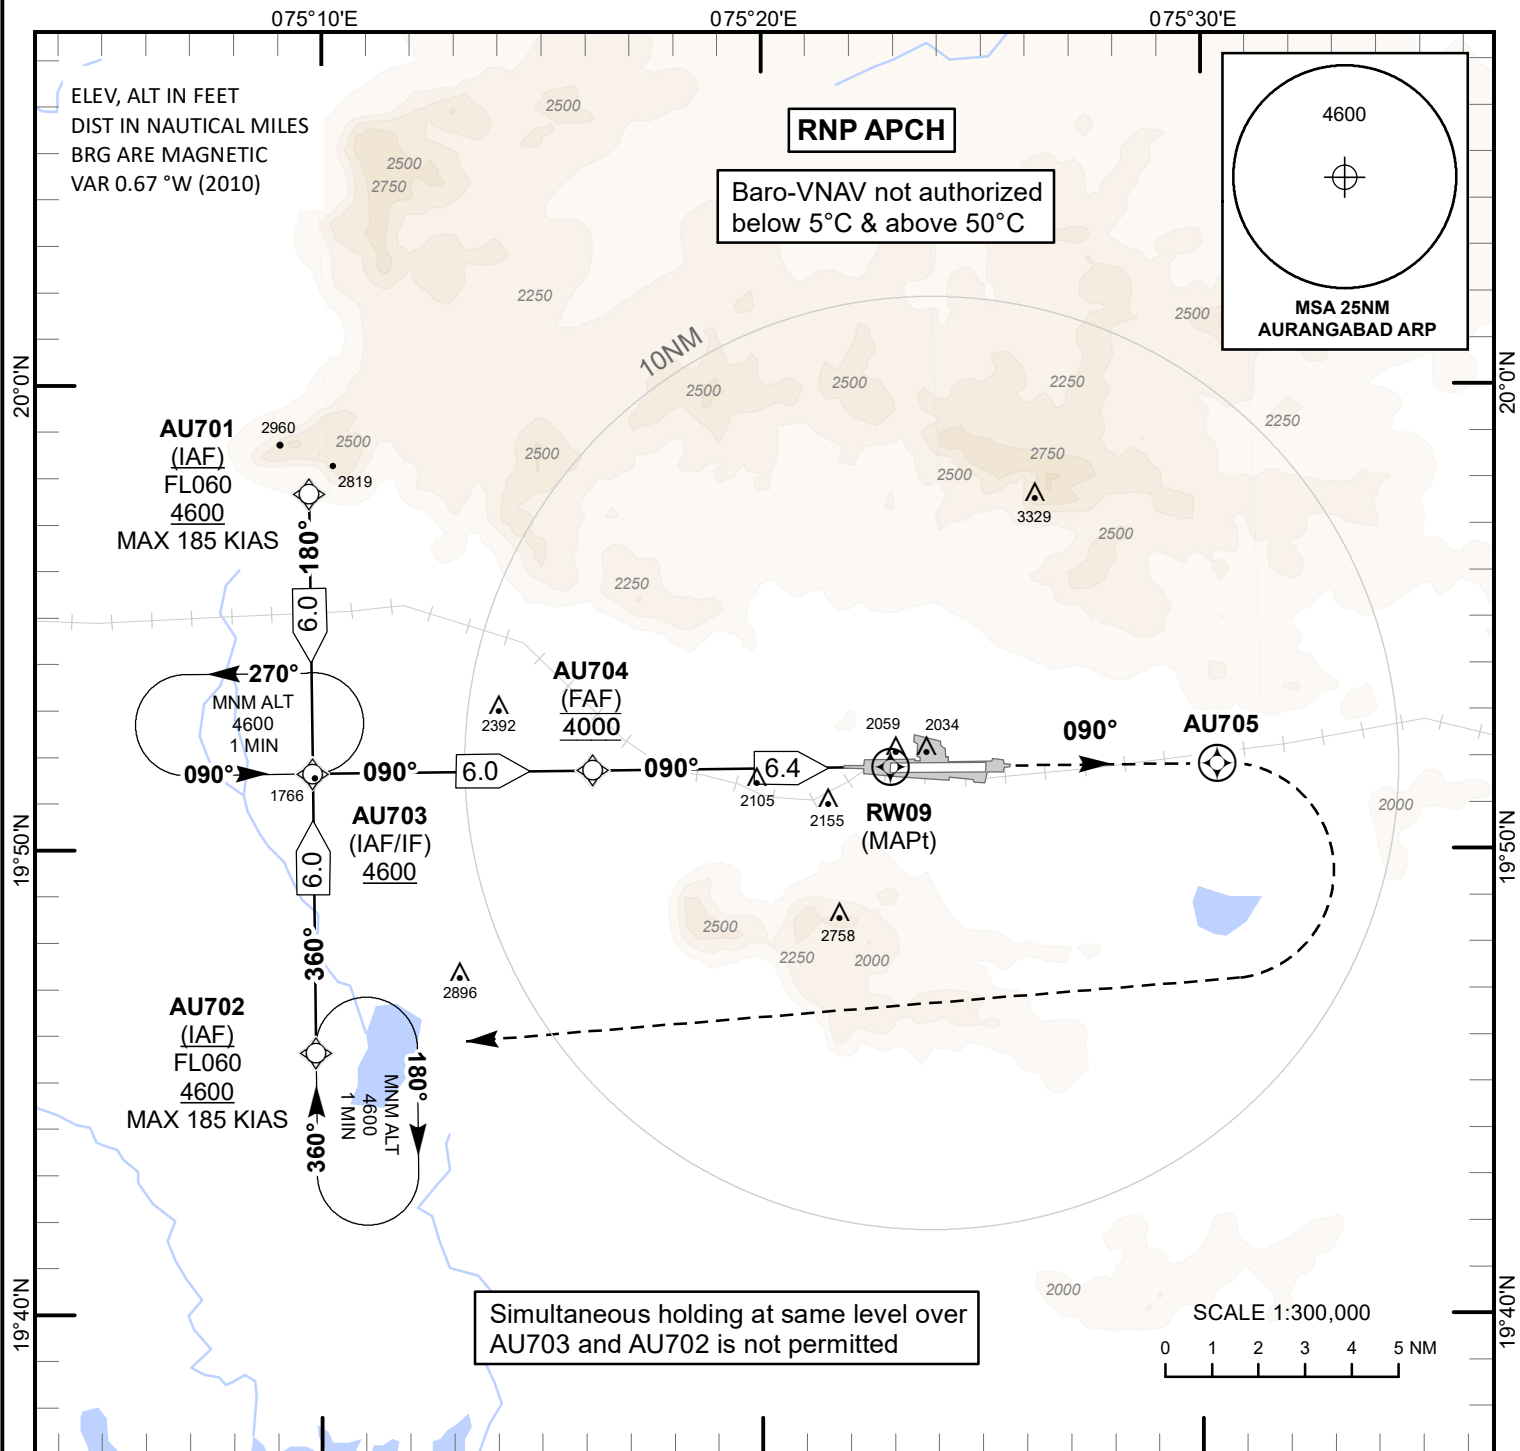 075°10'E
075°20'E
075°30'E
ELEV, ALT IN FEET
DIST IN NAUTICAL MILES
BRG ARE MAGNETIC
VAR 0.67 °W (2010)
RNP APCH
Baro-VNAV not authorized
below 5°C & above 50°C
4600
MSA 25NM
AURANGABAD ARP
2500
2500
2750
2250
2500
10NM
20°0'N
20°0'N
2500
2500
2250
2250
2500
2500
2750
2500
2500
2250
3329
AU701
(IAF)
FL060
4600
MAX 185 KIAS
2960
2500
2819
180°
6.0
270°
MNM ALT
4600
1 MIN
090°
1766
090°
6.0
AU703
(IAF/IF)
4600
2392
AU704
(FAF)
4000
090°
6.4
2105
2155
2059
2034
RW09
(MAPt)
090°
AU705
2000
19°50'N
19°50'N
6.0
360°
2500
2250
2758
2000
2896
AU702
(IAF)
FL060
4600
MAX 185 KIAS
180°
MNM ALT
4600
1 MIN
360°
19°40'N
19°40'N
2000
Simultaneous holding at same level over
AU703 and AU702 is not permitted
SCALE 1:300,000
0 1 2 3 4 5 NM